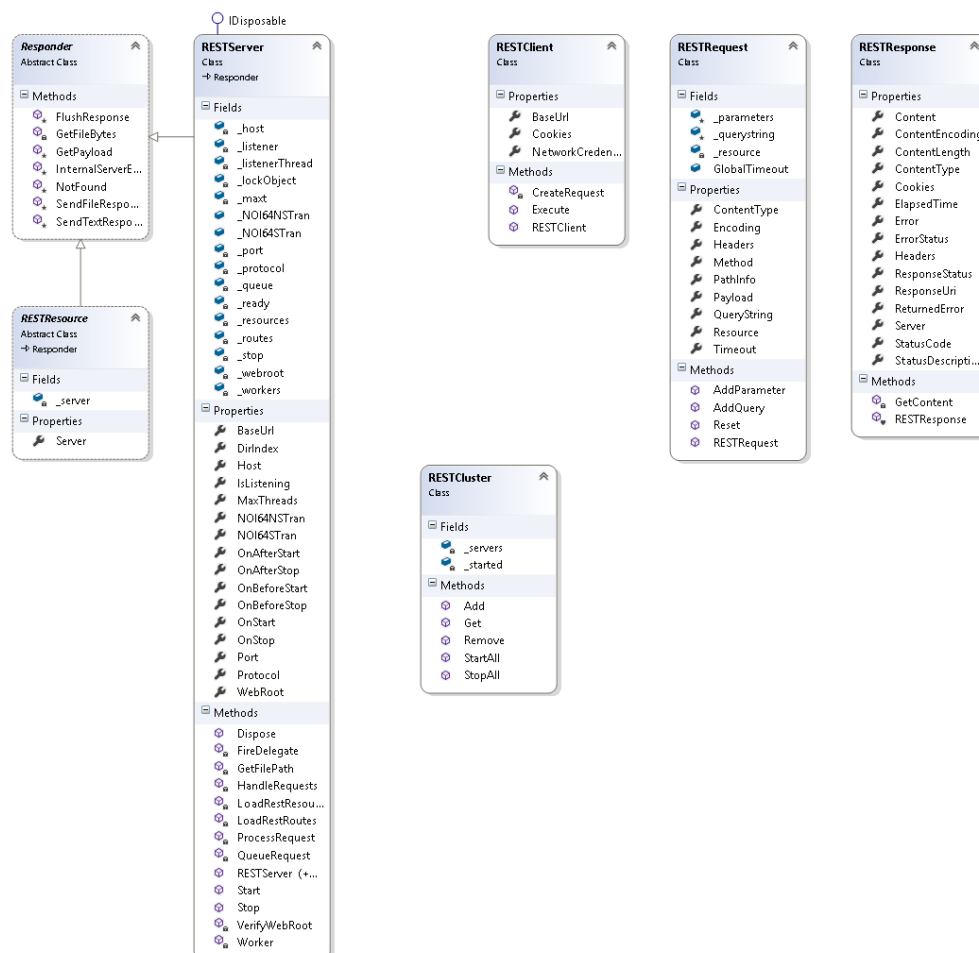 IDisposable
Responder
Abstract Class
Methods
FlushResponse
GetFileBytes
GetPayload
InternalServerE...
NotFound
SendFileRespo...
SendTextRespo...
RESTResource
Abstract Class
Responder
Fields
_server
Properties
Server
RESTServer
Class
Responder
Fields
_host
_listener
_listenerThread
_lockObject
_maxt
_NOI64NSTran
_NOI64STran
_port
_protocol
_queue
_ready
_resources
_routes
_stop
_webroot
_workers
Properties
BaseUrl
DirIndex
Host
IsListening
MaxThreads
NOI64NSTran
NOI64STran
OnAfterStart
OnAfterStop
OnBeforeStart
OnBeforeStop
OnStart
OnStop
Port
Protocol
WebRoot
Methods
Dispose
FireDelegate
GetFilePath
HandleRequests
LoadRestResou...
LoadRestRoutes
ProcessRequest
QueueRequest
RESTServer (+...
Start
Stop
VerifyWebRoot
Worker
RESTClient
Class
Properties
BaseUrl
Cookies
NetworkCreden...
Methods
CreateRequest
Execute
RESTClient
RESTCluster
Class
Fields
_servers
_started
Methods
Add
Get
Remove
StartAll
StopAll
RESTRequest
Class
Fields
_parameters
_querystring
_resource
GlobalTimeout
Properties
ContentType
Encoding
Headers
Method
PathInfo
Payload
QueryString
Resource
Timeout
Methods
AddParameter
AddQuery
Reset
RESTRequest
RESTResponse
Class
Properties
Content
ContentEncoding
ContentLength
ContentType
Cookies
ElapsedTime
Error
ErrorStatus
Headers
ResponseStatus
ResponseUri
ReturnedError
Server
StatusCode
StatusDescripti...
Methods
GetContent
RESTResponse